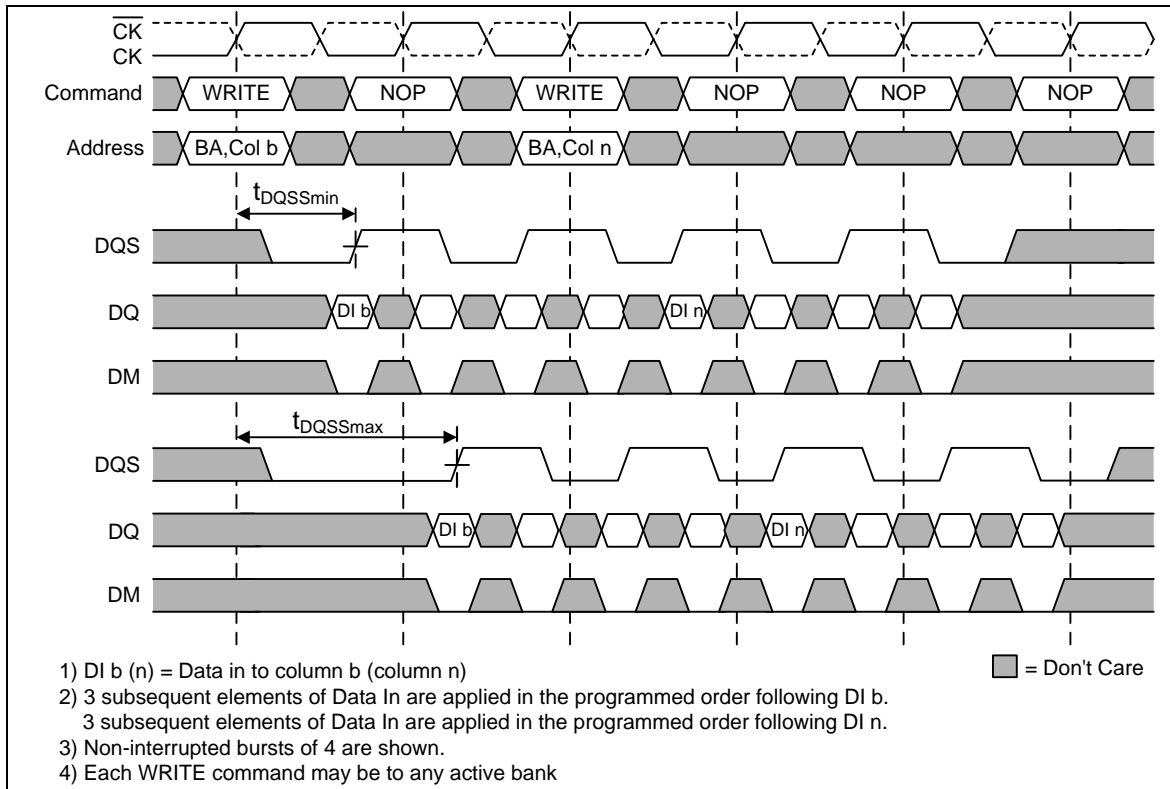 CK
CK
Command WRITE NOP WRITE NOP NOP NOP
Address BA,Col b BA,Col n
tDQSSmin
DQS
DQ DI b DI n
DM
tDQSSmax
DQS
DQ DI b DI n
DM
1) DI b (n) = Data in to column b (column n)
= Don't Care
2) 3 subsequent elements of Data In are applied in the programmed order following DI b.
3 subsequent elements of Data In are applied in the programmed order following DI n.
3) Non-interrupted bursts of 4 are shown.
4) Each WRITE command may be to any active bank